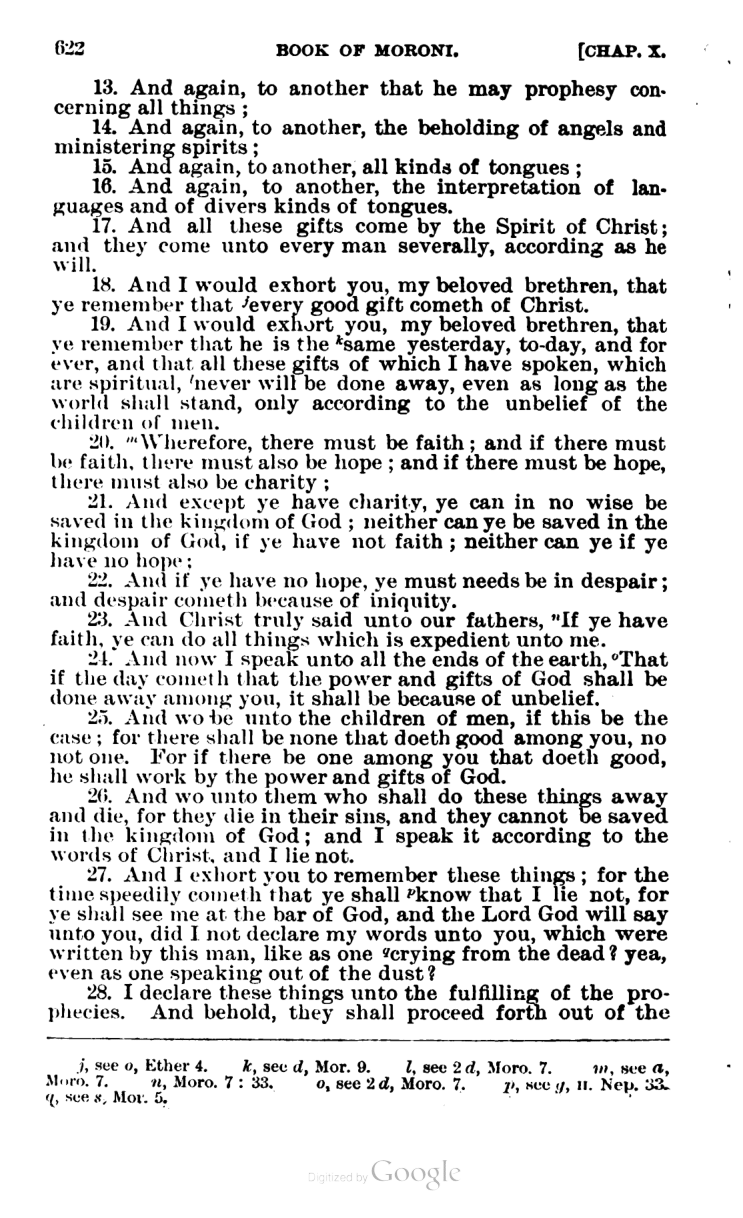 622 BOOK OF MORONI. [CHAP. X.
13. And again, to another that he may prophesy con-
cerning all things ;
14. And again, to another, the beholding of angels and
ministering spirits ;
15. And again, to another, all kinds of tongues ;
16. And again, to another, the interpretation of lan-
guages and of divers kinds of tongues.
17. And all these gifts come by the Spirit of Christ;
and they come unto every man severally, according as he
will.
18. And I would exhort you, my beloved brethren, that
ye remember that jevery good gift cometh of Christ.
19. And I would exhort you, my beloved brethren, that
ye remember that he is the ksame yesterday, to-day, and for
ever, and that all these gifts of which I have spoken, which
are spiritual, lnever will be done away, even as long as the
world shall stand, only according to the unbelief of the
children of men.
20. mWherefore, there must be faith ; and if there must
be faith, there must also be hope ; and if there must be hope,
there must also be charity ;
21. And except ye have charity, ye can in no wise be
saved in the kingdom of God ; neither can ye be saved in the
kingdom of God, if ye have not faith ; neither can ye if ye
have no hope ;
22. And if ye have no hope, ye must needs be in despair ;
and despair cometh because of iniquity.
23. And Christ truly said unto our fathers, nIf ye have
faith, ye can do all things which is expedient unto me.
24. And now I speak unto all the ends of the earth, oThat
if the day cometh that the power and gifts of God shall be
done away among you, it shall be because of unbelief.
25. And wo be unto the children of men, if this be the
case ; for there shall be none that doeth good among you, no
not one. For if there be one among you that doeth good,
he shall work by the power and gifts of God.
26. And wo unto them who shall do these things away
and die, for they die in their sins, and they cannot be saved
in the kingdom of God ; and I speak it according to the
words of Christ, and I lie not.
27. And I exhort you to remember these things ; for the
time speedily cometh that ye shall pknow that I lie not, for
ye shall see me at the bar of God, and the Lord God will say
unto you, did I not declare my words unto you, which were
written by this man, like as one qcrying from the dead ? yea,
even as one speaking out of the dust ?
28. I declare these things unto the fulfilling of the pro-
phecies. And behold, they shall proceed forth out of the
j, see o, Ether 4. k, see d, Mor. 9. l, see 2 d, Moro. 7. m, see a,
Moro. 7. n, Moro. 7 : 33. o, see 2 d, Moro. 7. p, see g, II. Nep. 33.
q, see s, Mor. 5.
Digitized by Google